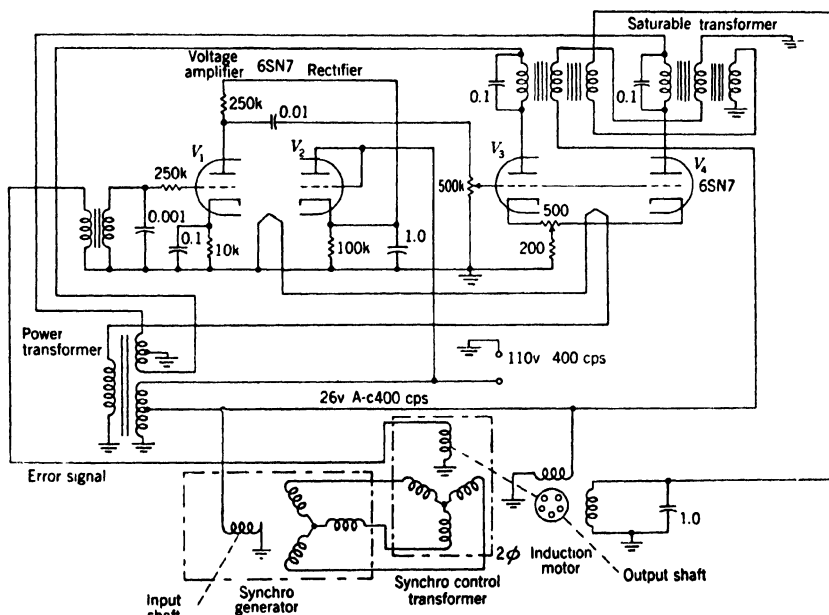 Saturable transformer
Voltage
amplifier
6SN7 Rectifier
250k
0.01
0.1
0.1
V1
V2
V3
V4
250k
500k
6SN7
0.001
0.1
10k
100k
1.0
500
200
Power
transformer
110v 400 cps
26v A-c400 cps
Error signal
1.0
2ϕ Induction
motor
Output shaft
Synchro control
transformer
Synchro
generator
Input